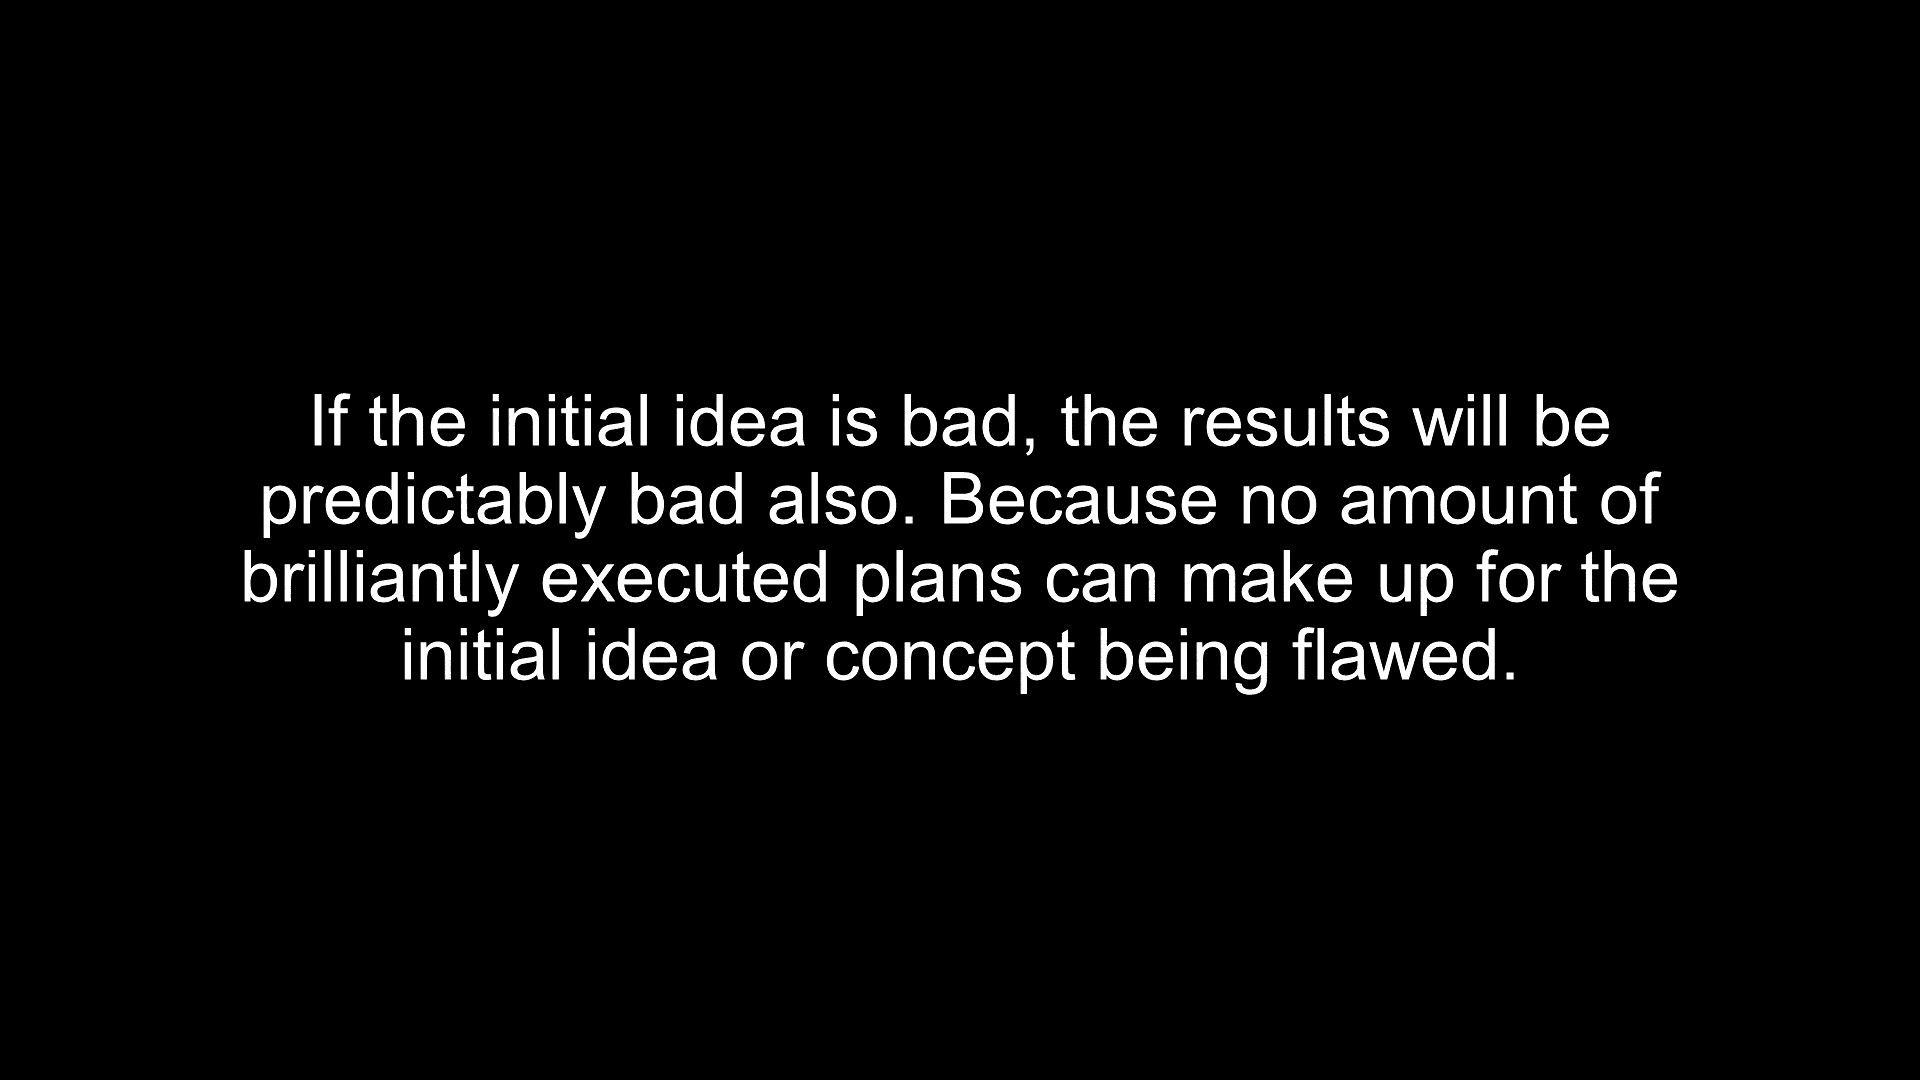 If the initial idea is bad, the results will be
predictably bad also. Because no amount of
brilliantly executed plans can make up for the
initial idea or concept being flawed.